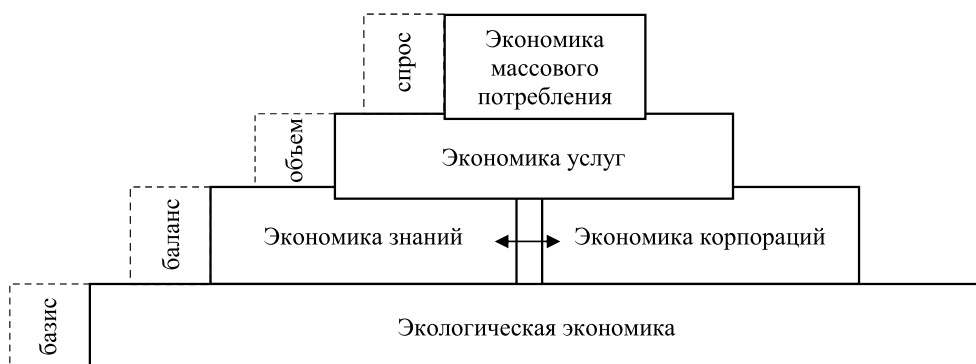 спрос
Экономика
массового
потребления
объем
Экономика услуг
баланс
Экономика знаний
Экономика корпораций
базис
Экологическая экономика